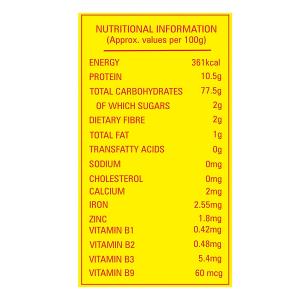 NUTRITIONAL INFORMATION
(Approx. values per 100g)
ENERGY 361kcal
PROTEIN 10.5g
TOTAL CARBOHYDRATES 77.5g
OF WHICH SUGARS 2g
DIETARY FIBRE 2g
TOTAL FAT 1g
TRANSFATTY ACIDS 0g
SODIUM 0mg
CHOLESTEROL 0mg
CALCIUM 2mg
IRON 2.55mg
ZINC 1.8mg
VITAMIN B1 0.42mg
VITAMIN B2 0.48mg
VITAMIN B3 5.4mg
VITAMIN B9 60 mcg